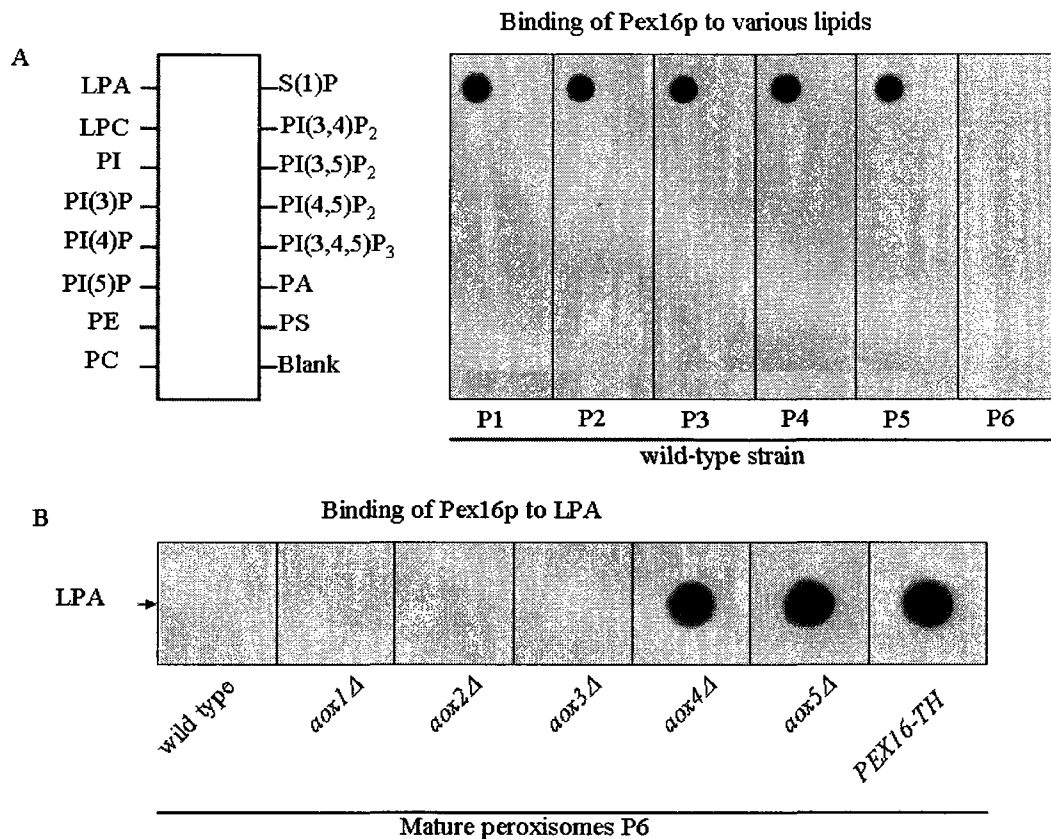 Binding of Pex16p to various lipids
A
LPA
S(1)P
LPC
PI(3,4)P₂
PI
PI(3,5)P₂
PI(3)P
PI(4,5)P₂
PI(4)P
PI(3,4,5)P₃
PI(5)P
PA
PE
PS
PC
Blank
P1 P2 P3 P4 P5 P6
wild-type strain
B
Binding of Pex16p to LPA
LPA
wild type
aox1Δ
aox2Δ
aox3Δ
aox4Δ
aox5Δ
PEX16-TH
Mature peroxisomes P6